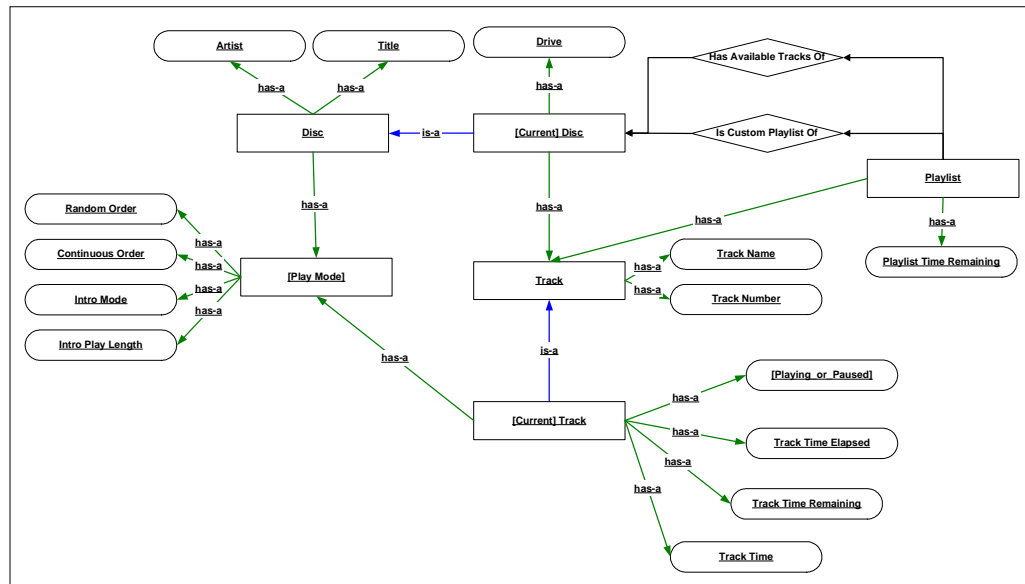 Artist
Title
Drive
Has Available Tracks Of
has-a
has-a
has-a
Disc
is-a
[Current] Disc
Is Custom Playlist Of
Playlist
has-a
has-a
has-a
has-a
Random Order
has-a
Continuous Order
has-a
[Play Mode]
Track
has-a
Track Name
Playlist Time Remaining
Intro Mode
has-a
has-a
Track Number
Intro Play Length
has-a
is-a
has-a
[Playing_or_Paused]
has-a
[Current] Track
has-a
Track Time Elapsed
has-a
has-a
Track Time Remaining
Track Time